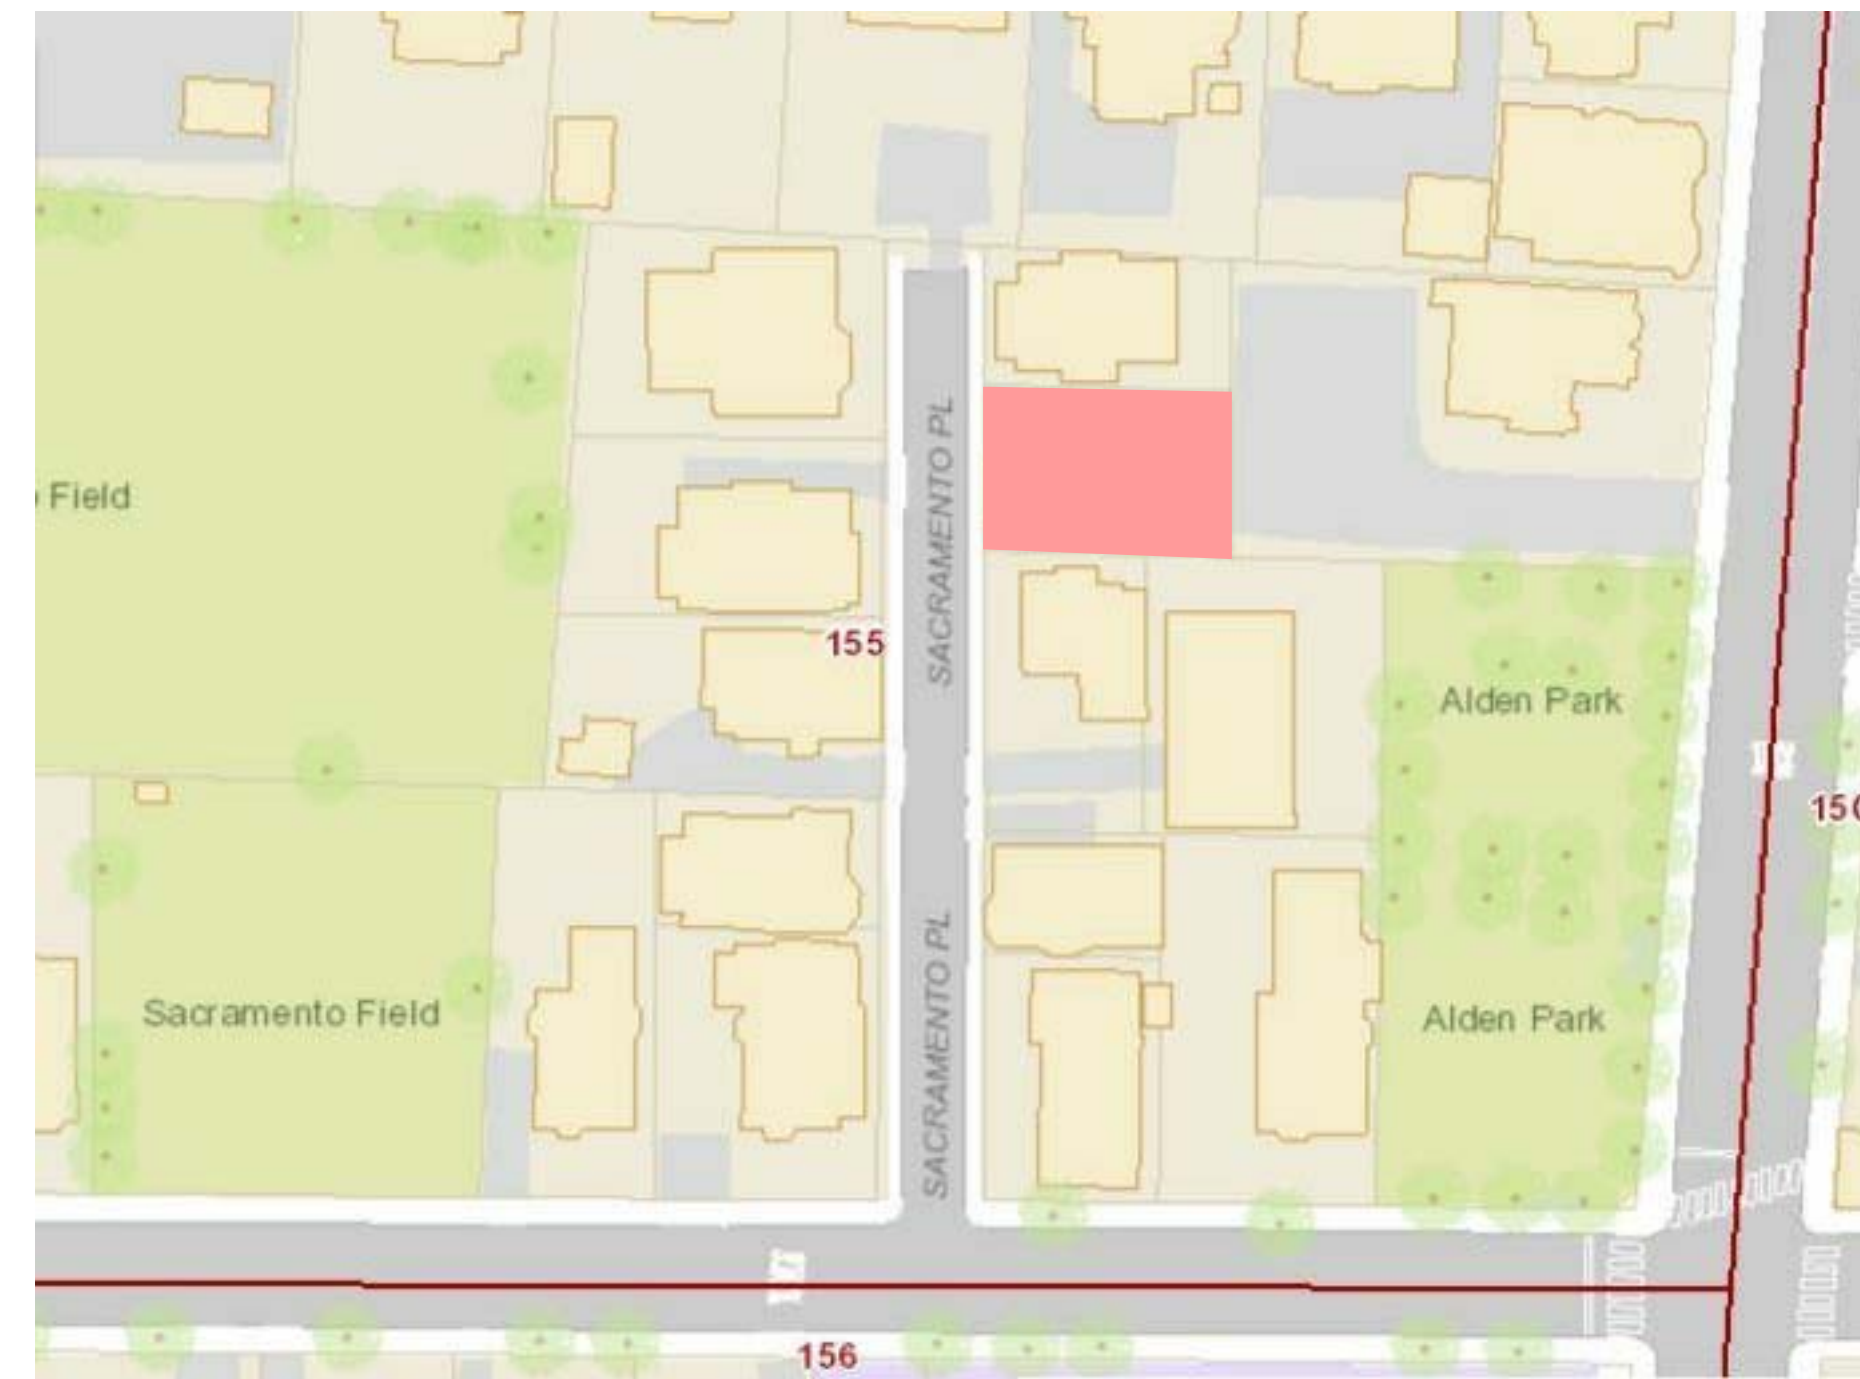 Field
SACRAMENTO PL
155
Alden Park
Sacramento Field
SACRAMENTO PL
Alden Park
156